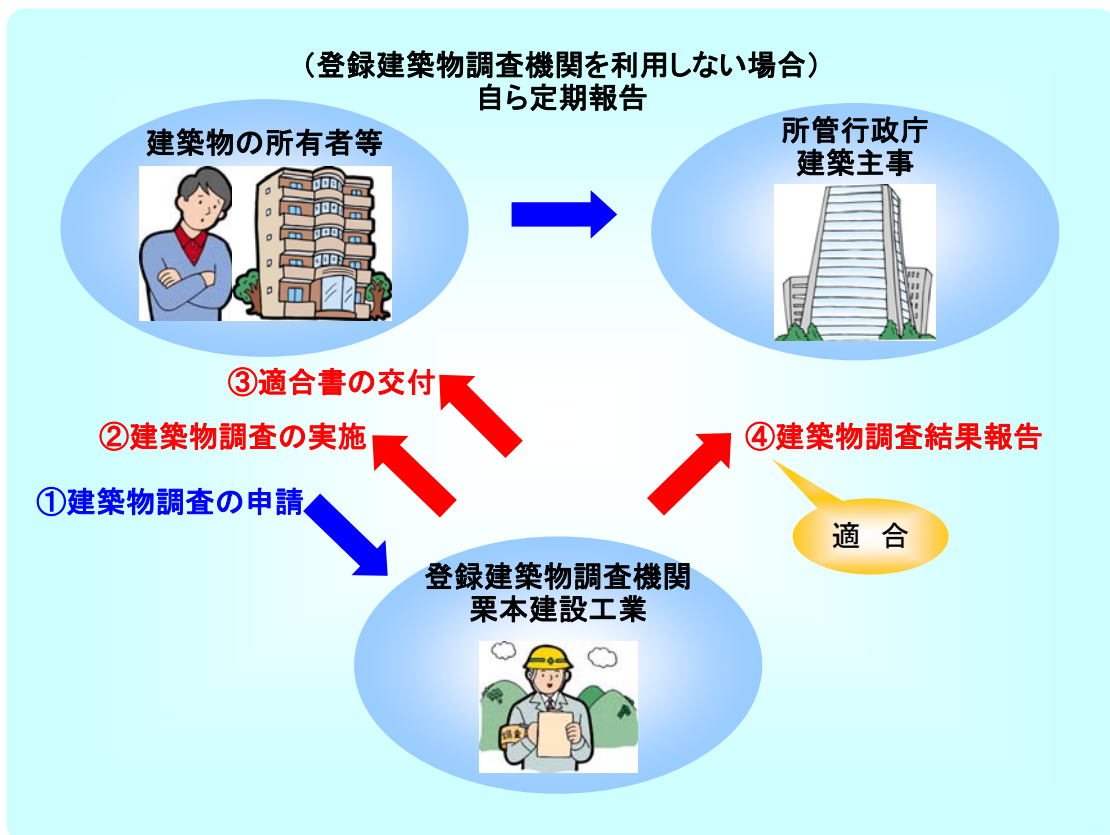 （登録建築物調査機関を利用しない場合）
自ら定期報告
建築物の所有者等
所管行政庁
建築主事
③適合書の交付
②建築物調査の実施
④建築物調査結果報告
①建築物調査の申請
適　合
登録建築物調査機関
栗本建設工業
調査